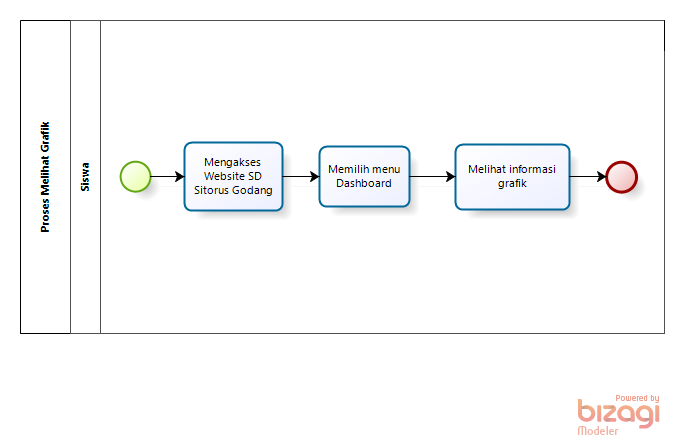 Proses Melihat Grafik
Siswa
Mengakses
Website SD
Sitorus Godang
Memilih menu
Dashboard
Melihat informasi
grafik
Powered by
bizagi
Modeler